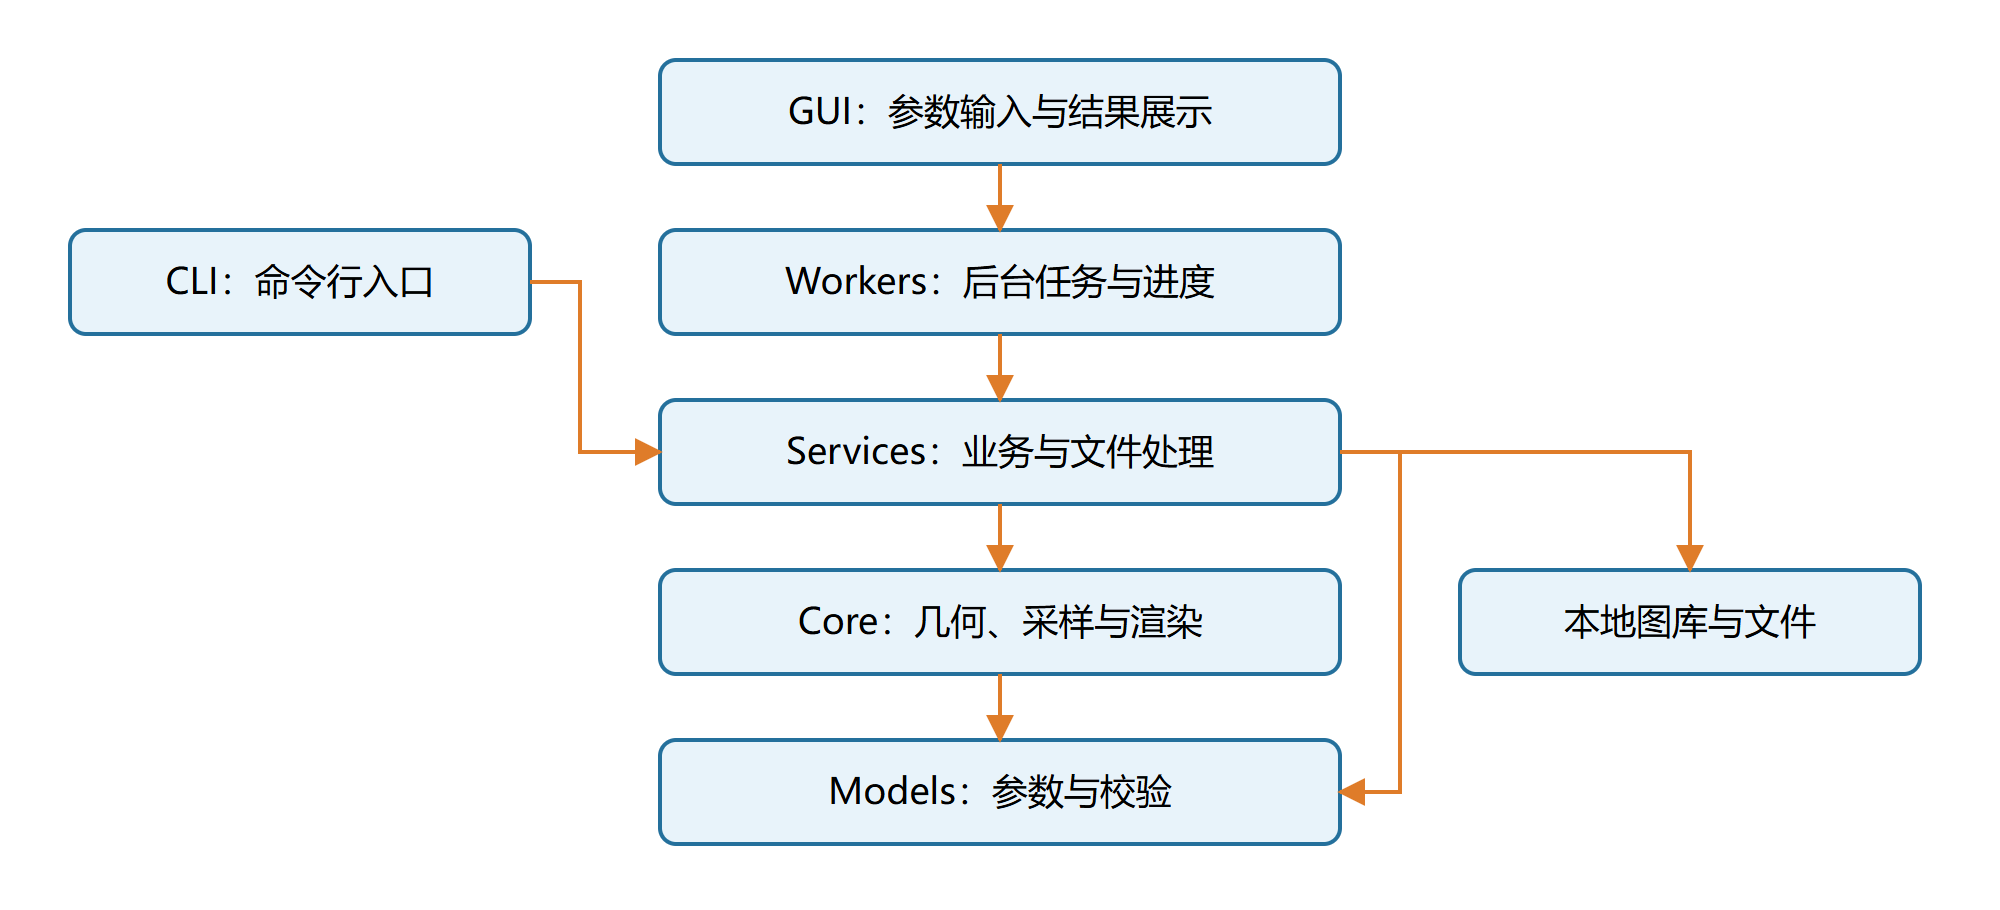 GUI：参数输入与结果展示
CLI：命令行入口
Workers：后台任务与进度
Services：业务与文件处理
Core：几何、采样与渲染
本地图库与文件
Models：参数与校验